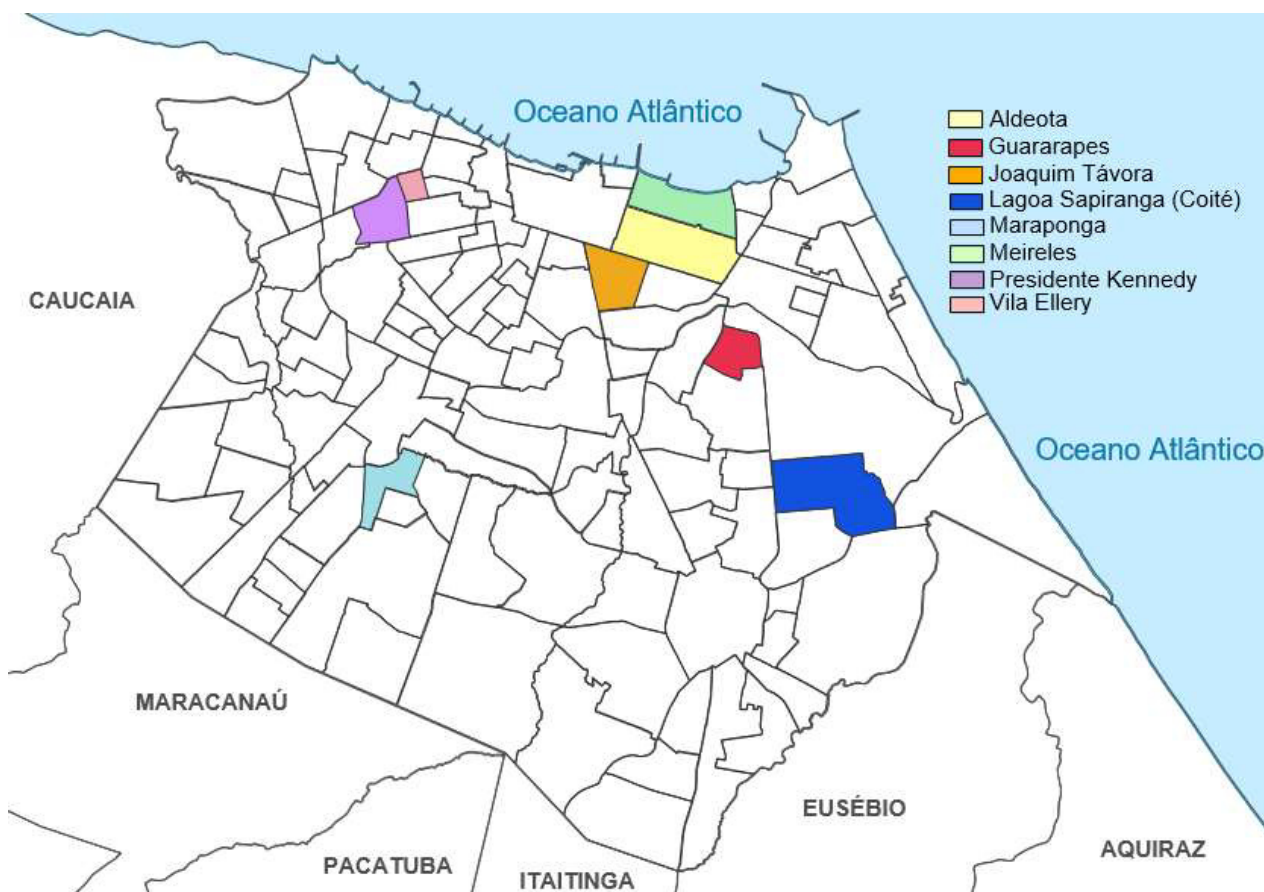 Oceano Atlântico
Aldeota
Guararapes
Joaquim Távora
Lagoa Sapiranga (Coité)
Maraponga
Meireles
Presidente Kennedy
Vila Ellery
CAUCAIA
Oceano Atlântico
MARACANAÚ
EUSÉBIO
AQUIRAZ
PACATUBA
ITAITINGA